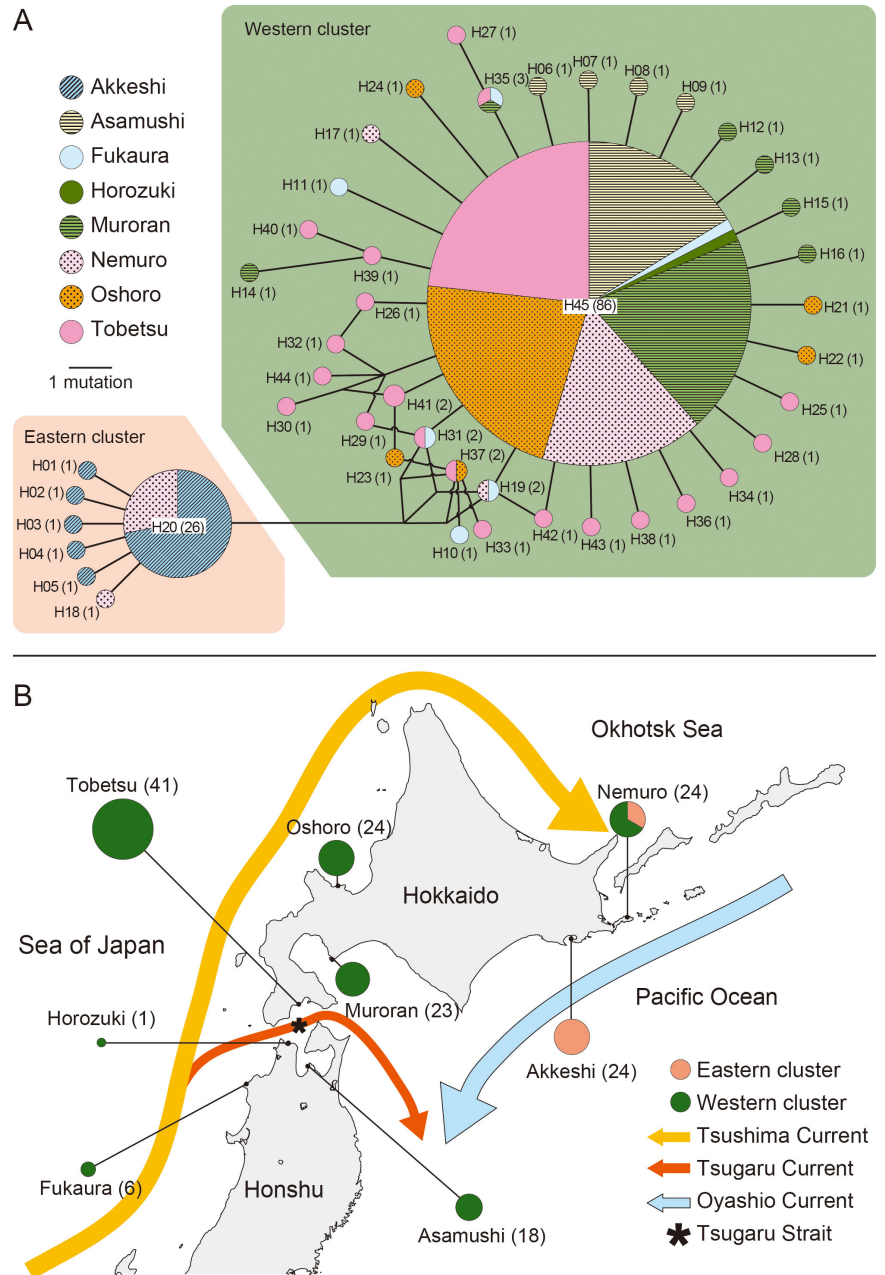 A
Western cluster
Akkeshi
Asamushi
Fukaura
Horozuki
Muroran
Nemuro
Oshoro
Tobetsu
1 mutation
H27 (1)
H35 (3)
H06 (1)
H07 (1)
H08 (1)
H09 (1)
H24 (1)
H12 (1)
H17 (1)
H13 (1)
H11 (1)
H15 (1)
H40 (1)
H16 (1)
H39 (1)
H14 (1)
H26 (1)
H45 (86)
H21 (1)
H32 (1)
H22 (1)
H44 (1)
H41 (2)
H25 (1)
H30 (1)
H29 (1)
H31 (2)
H28 (1)
H37 (2)
H23 (1)
H19 (2)
H34 (1)
H36 (1)
H38 (1)
H43 (1)
H42 (1)
H33 (1)
H10 (1)
Eastern cluster
H01 (1)
H02 (1)
H03 (1)
H20 (26)
H04 (1)
H05 (1)
H18 (1)
B
Okhotsk Sea
Tobetsu (41)
Nemuro (24)
Oshoro (24)
Hokkaido
Sea of Japan
Pacific Ocean
Muroran (23)
Horozuki (1)
*
Akkeshi (24)
Fukaura (6)
Honshu
Asamushi (18)
Eastern cluster
Western cluster
Tsushima Current
Tsugaru Current
Oyashio Current
* Tsugaru Strait